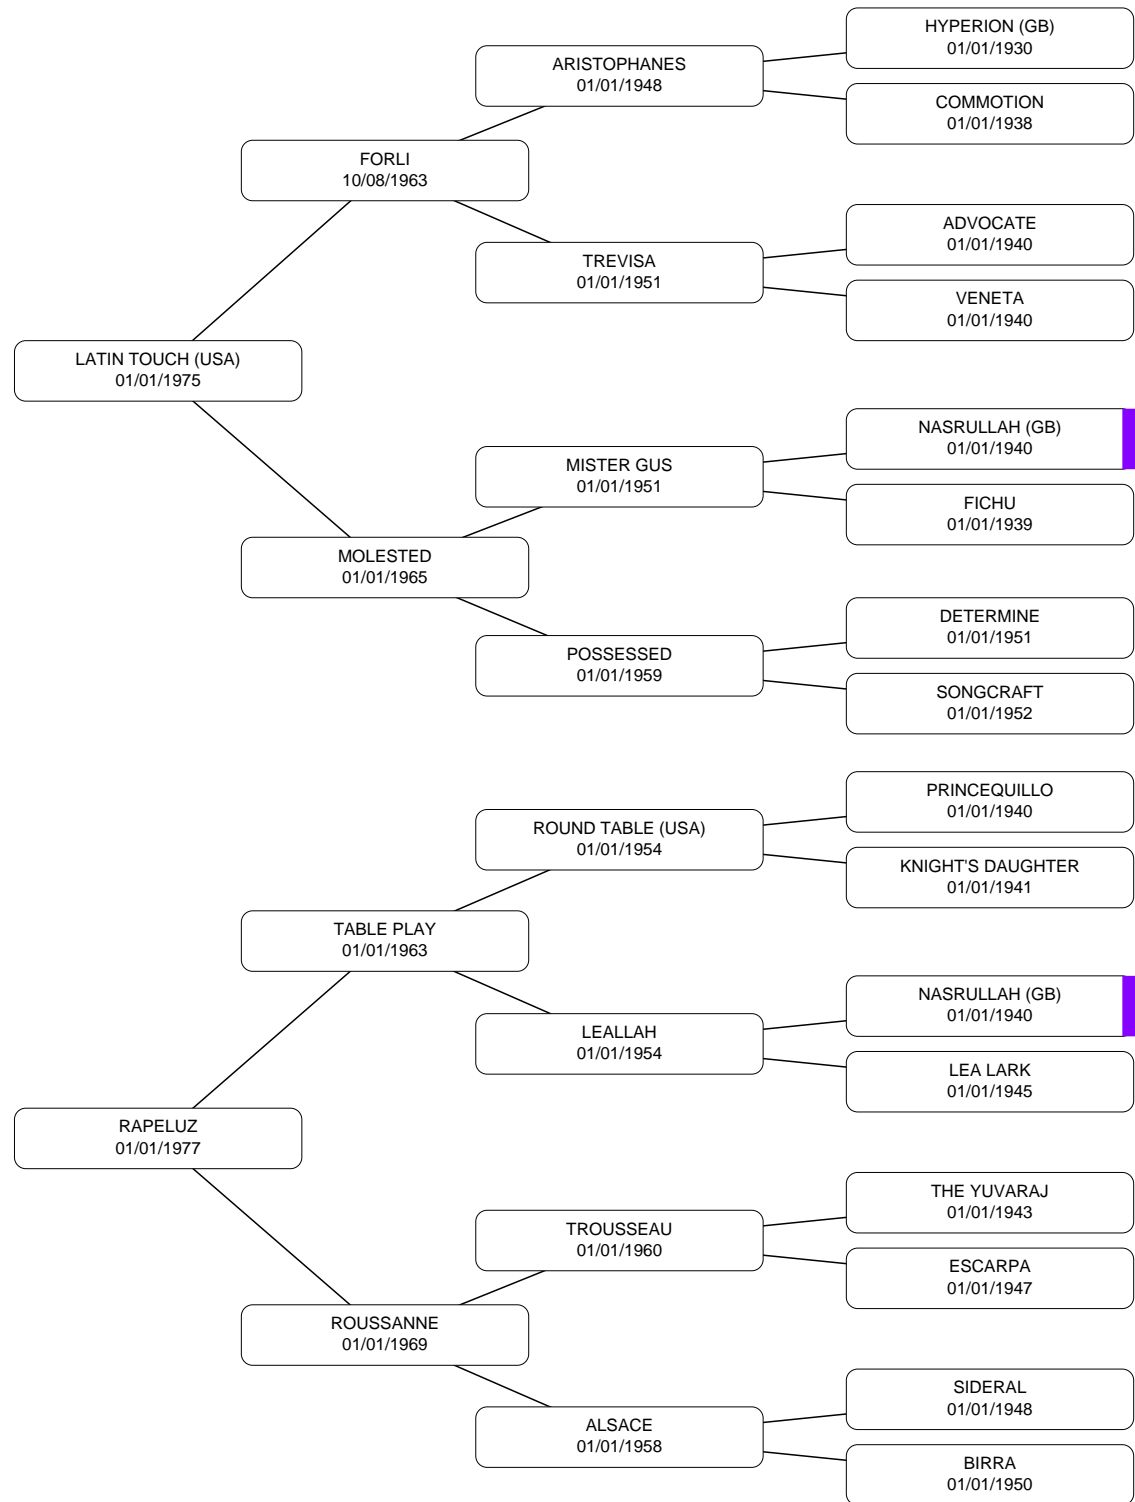 HYPERION (GB)
01/01/1930
ARISTOPHANES
01/01/1948
COMMOTION
01/01/1938
FORLI
10/08/1963
ADVOCATE
01/01/1940
TREVISA
01/01/1951
VENETA
01/01/1940
LATIN TOUCH (USA)
01/01/1975
NASRULLAH (GB)
01/01/1940
MISTER GUS
01/01/1951
FICHU
01/01/1939
MOLESTED
01/01/1965
DETERMINE
01/01/1951
POSSESSED
01/01/1959
SONGCRAFT
01/01/1952
PRINCEQUILLO
01/01/1940
ROUND TABLE (USA)
01/01/1954
KNIGHT'S DAUGHTER
01/01/1941
TABLE PLAY
01/01/1963
NASRULLAH (GB)
01/01/1940
LEALLAH
01/01/1954
LEA LARK
01/01/1945
RAPELUZ
01/01/1977
THE YUVARAJ
01/01/1943
TROUSSEAU
01/01/1960
ESCARPA
01/01/1947
ROUSSANNE
01/01/1969
SIDERAL
01/01/1948
ALSACE
01/01/1958
BIRRA
01/01/1950